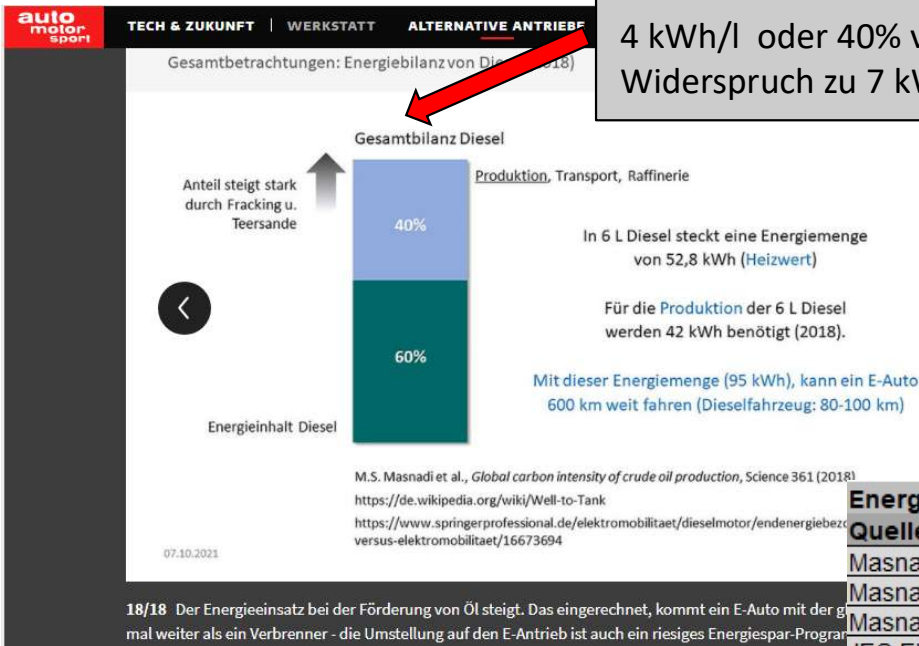 auto
motor
sport
TECH & ZUKUNFT | WERKSTATT ALTERNATIVE ANTRIEBE
4 kWh/l oder 40%
Widerspruch zu 7
Gesamtbetrachtungen: Energiebilanz von
Gesamtbilanz Diesel
Anteil steigt stark
durch Fracking u.
Teersande
Produktion, Transport, Raffinerie
40%
In 6 L Diesel steckt eine Energiemenge
von 52,8 kWh (Heizwert)
Für die Produktion der 6 L Diesel
werden 42 kWh benötigt (2018).
60%
Mit dieser Energiemenge (95 kWh), kann ein E-Auto
600 km weit fahren (Dieselfahrzeug: 80-100 km)
Energieinhalt Diesel
M.S. Masnadi et al., Global carbon intensity of crude oil production, Science 361 (2018)
https://de.wikipedia.org/wiki/Well-to-Tank
https://www.springerprofessional.de/elektromobilitaet/dieselmotor/endenergiebezo
versus-elektromobilitaet/16673694
07.10.2021
18/18 Der Energieeinsatz bei der Förderung von Öl steigt. Das eingerechnet, kommt ein E-Auto mit der
mal weiter als ein Verbrenner - die Umstellung auf den E-Antrieb ist auch ein riesiges Energiespar-Program
Energ
Quelle
Masna
Masna
Masna